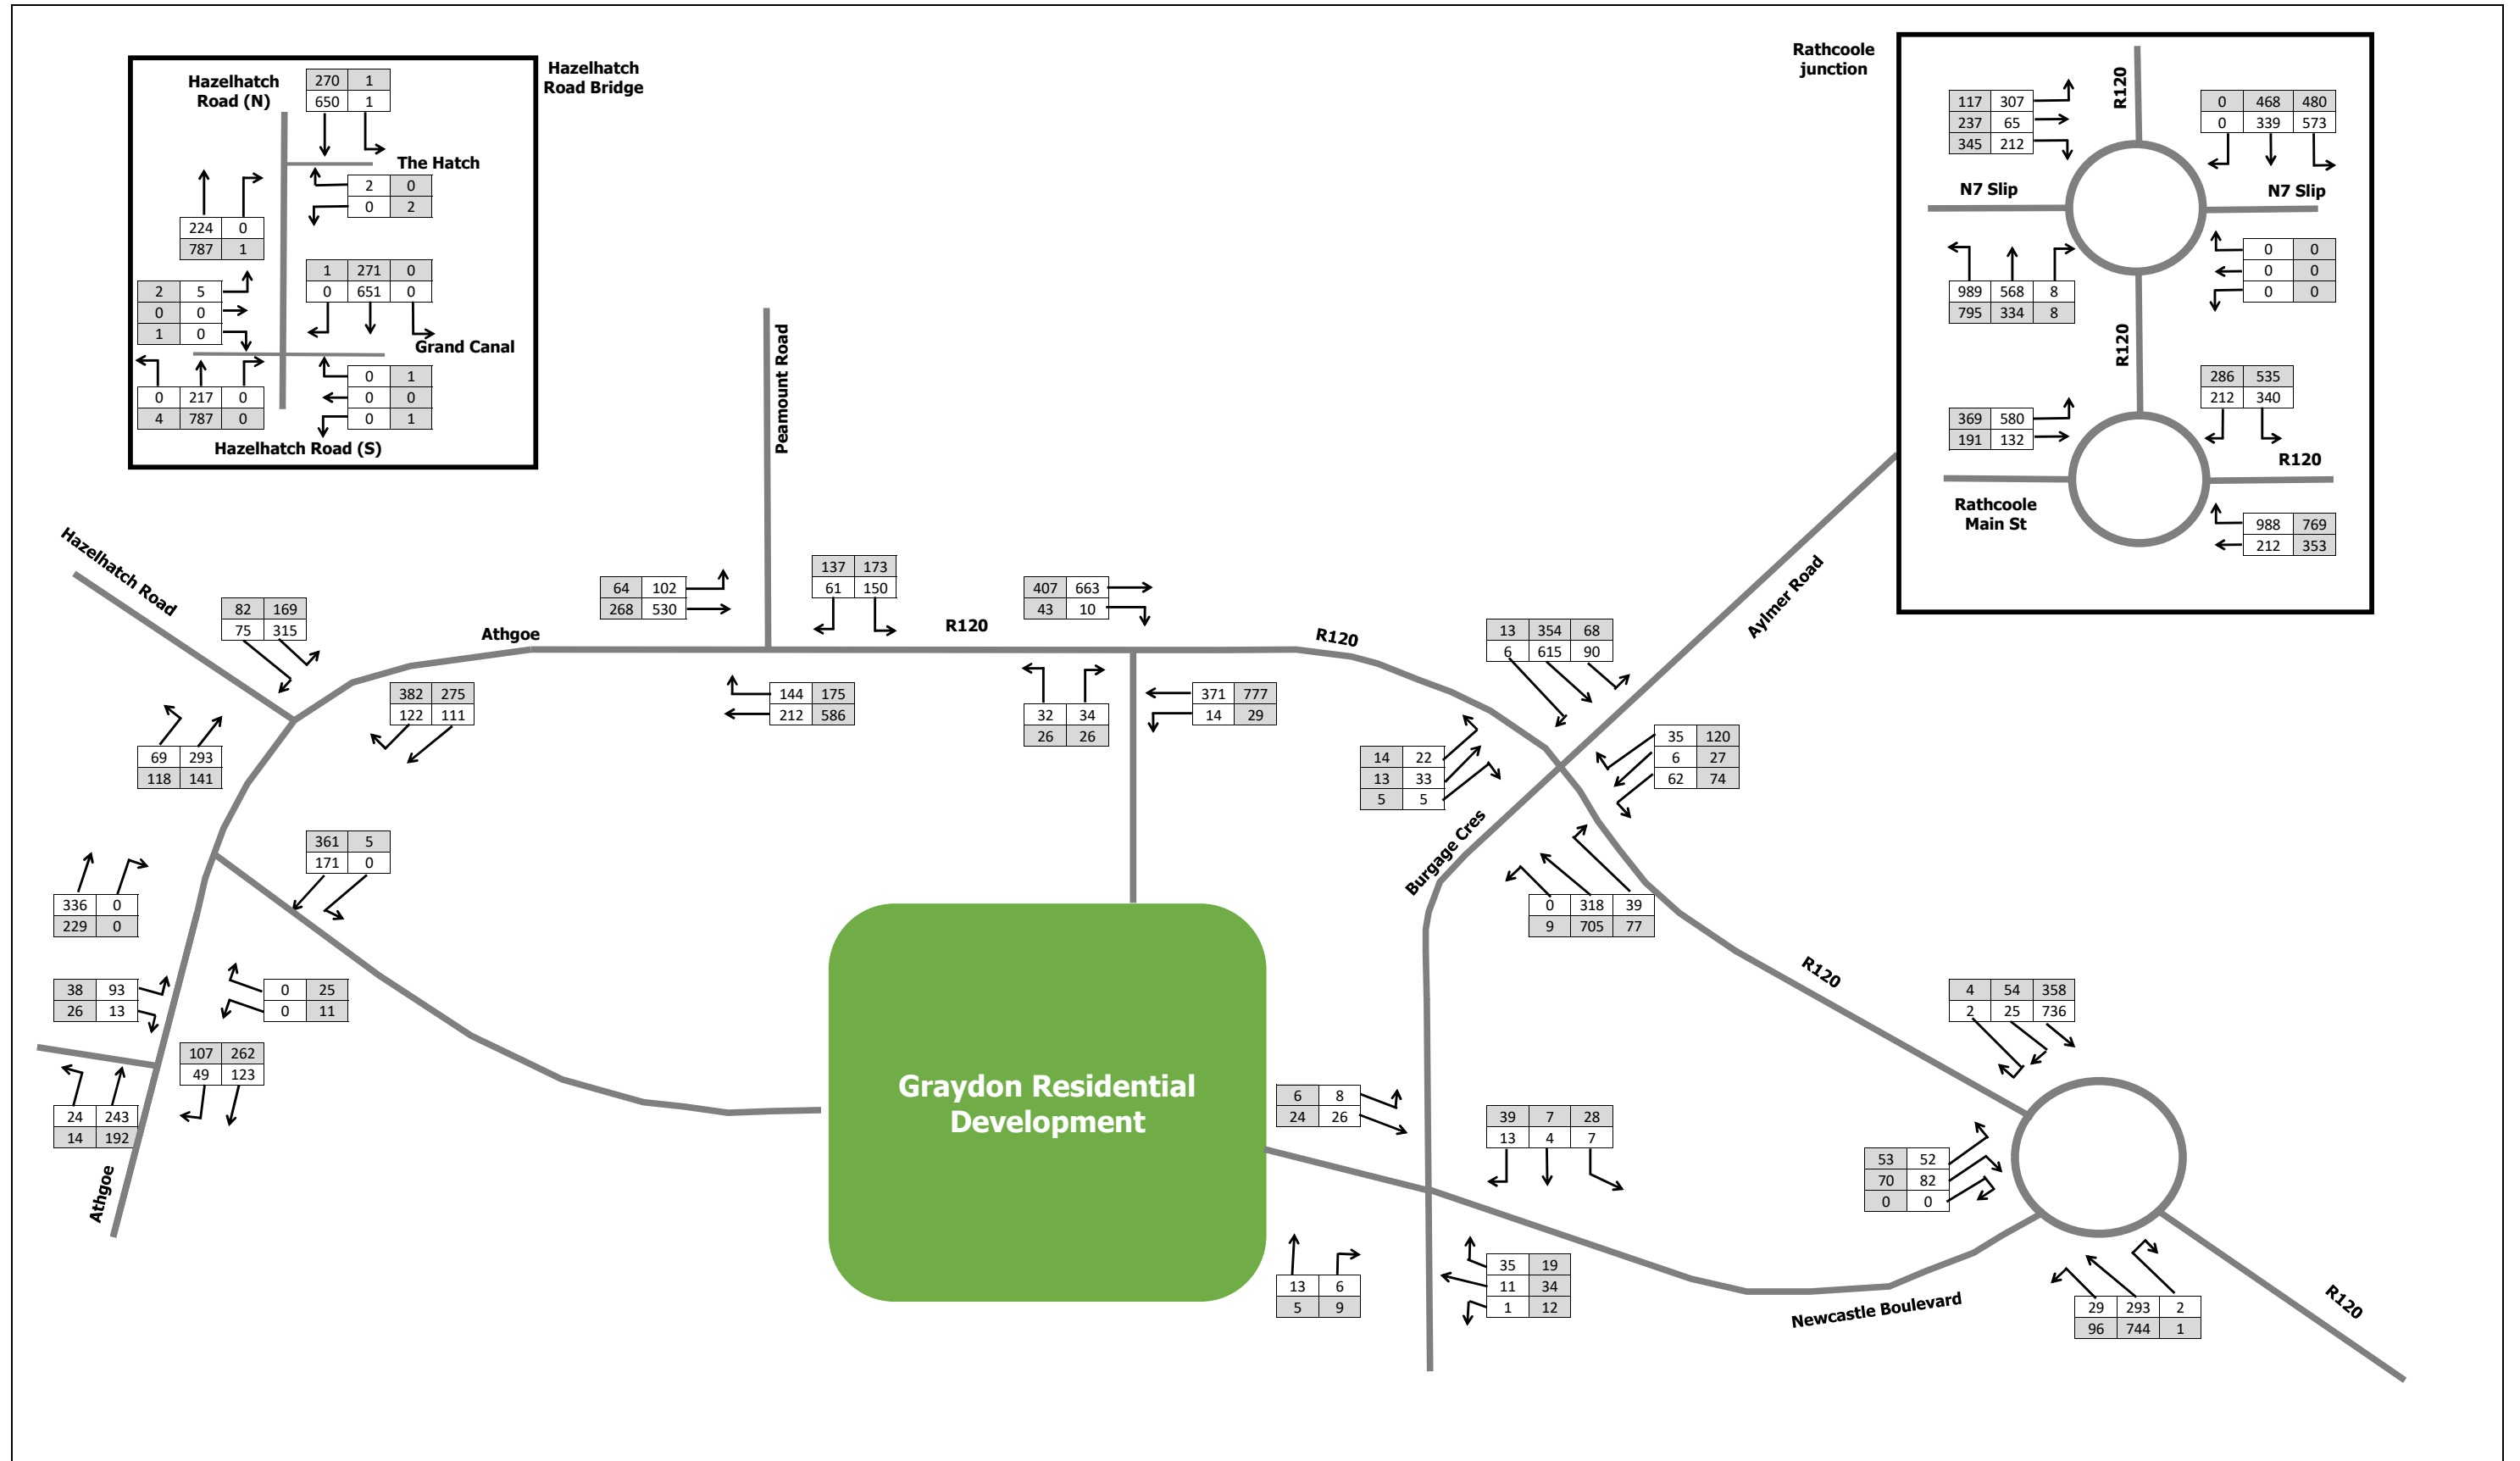 Hazelhatch
Road (N)
270 1
650 1
Hazelhatch
Road Bridge
The Hatch
2 0
0 2
224 0
787 1
1 271 0
0 651 0
2 5
0 0
1 0
Grand Canal
0 217 0
4 787 0
0 1
0 0
0 1
Hazelhatch Road (S)
Rathcoole
junction
R120
117 307
237 65
345 212
0 468 480
0 339 573
N7 Slip
N7 Slip
989 568 8
795 334 8
0 0
0 0
0 0
R120
286 535
212 340
369 580
191 132
R120
Rathcoole
Main St
988 769
212 353
Peamount Road
Hazelhatch Road
82 169
75 315
Athgoe
64 102
268 530
137 173
61 150
R120
407 663
43 10
R120
13 354 68
6 615 90
Aylmer Road
69 293
118 141
382 275
122 111
144 175
212 586
32 34
26 26
371 777
14 29
14 22
13 33
5 5
35 120
6 27
62 74
Burgage Cres
0 318 39
9 705 77
361 5
171 0
336 0
229 0
38 93
26 13
0 25
0 11
107 262
49 123
24 243
14 192
Athgoe
Graydon Residential
Development
R120
4 54 358
2 25 736
6 8
24 26
39 7 28
13 4 7
53 52
70 82
0 0
13 6
5 9
35 19
11 34
1 12
Newcastle Boulevard
29 293 2
96 744 1
R120